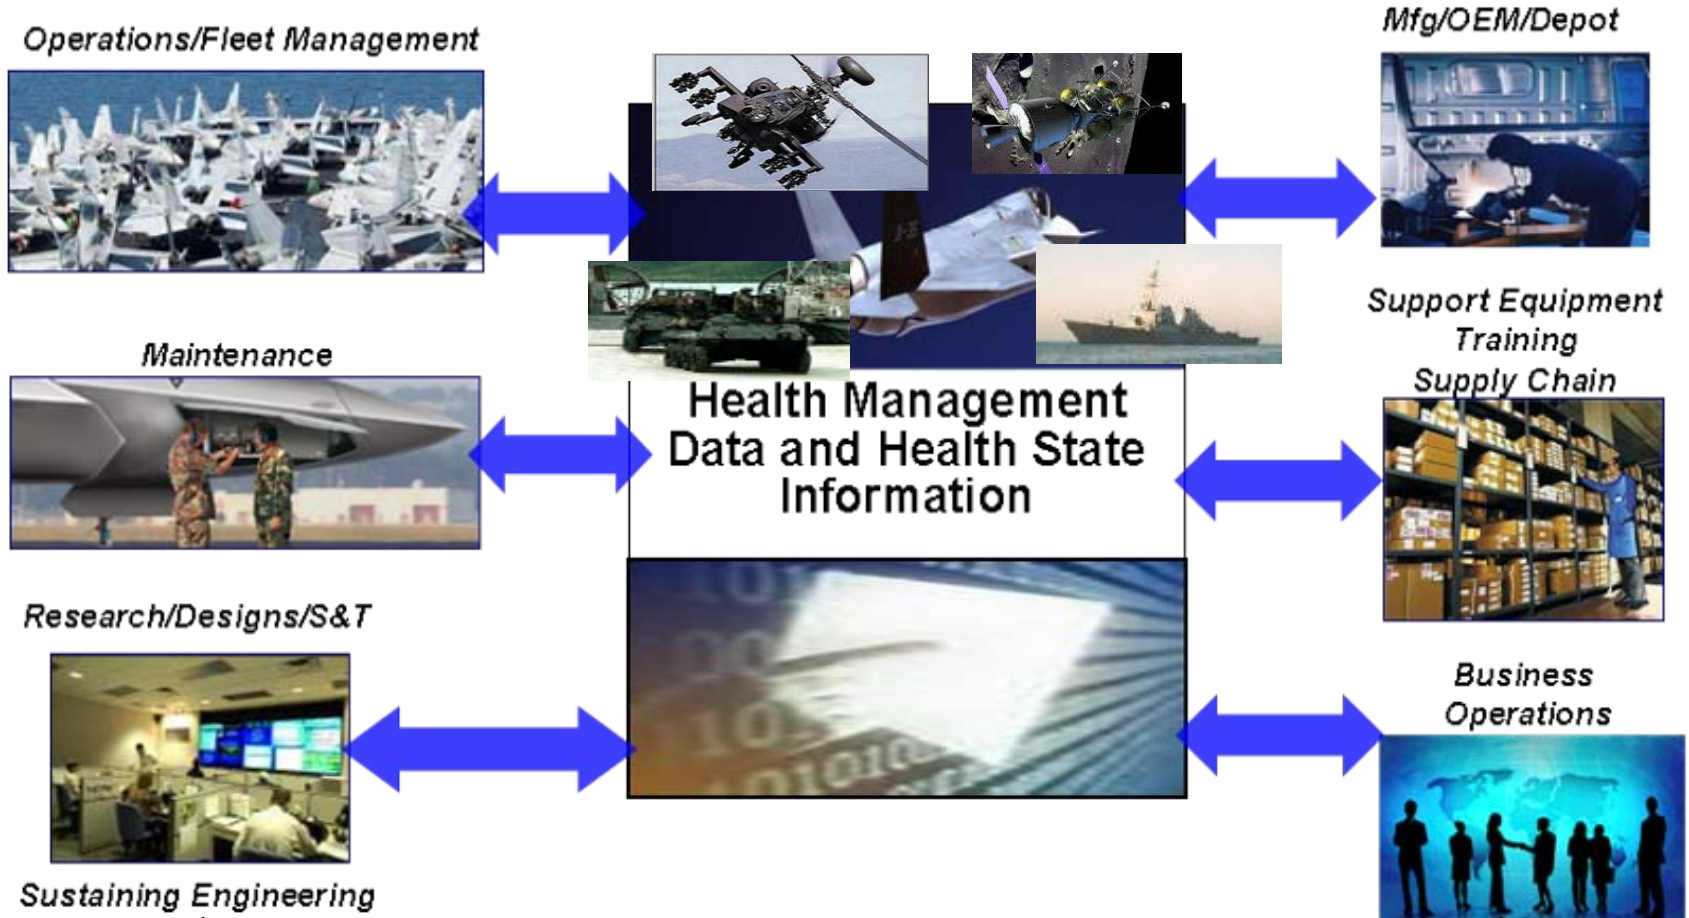 Operations/Fleet Management
Mfg/OEM/Depot
Support Equipment
Training
Supply Chain
Maintenance
Health Management
Data and Health State
Information
Research/Designs/S&T
Business
Operations
Sustaining Engineering